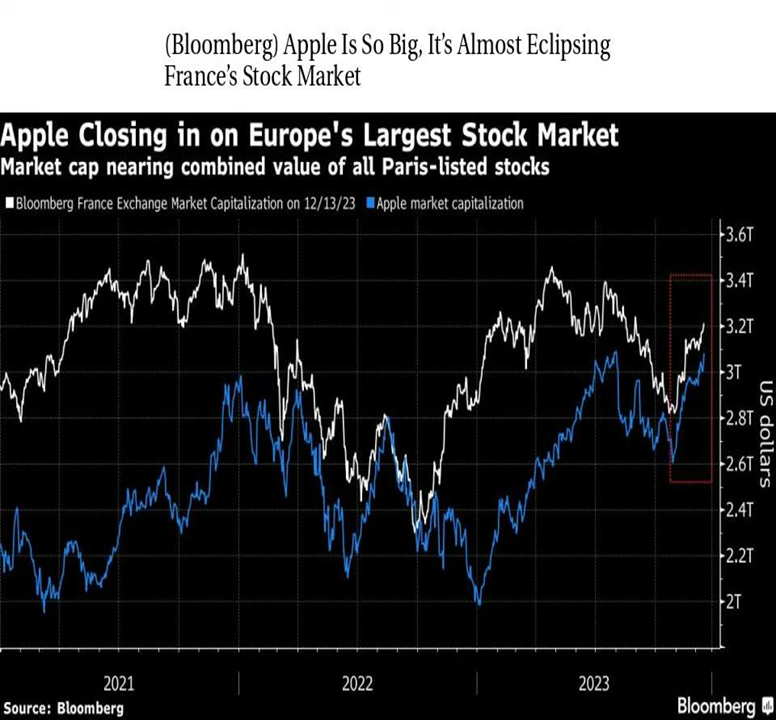 (Bloomberg) Apple Is So Big, It's Almost Eclipsing
France's Stock Market
Apple Closing in on Europe's Largest Stock Market
Market cap nearing combined value of all Paris-listed stocks
Bloomberg France Exchange Market Capitalization on 12/13/23 Apple market capitalization
3.6T
3.4T
3.2T
3T
2.8T
2.6T
2.4T
2.2T
2T
US dollars
2021 2022 2023
Source: Bloomberg
Bloomberg